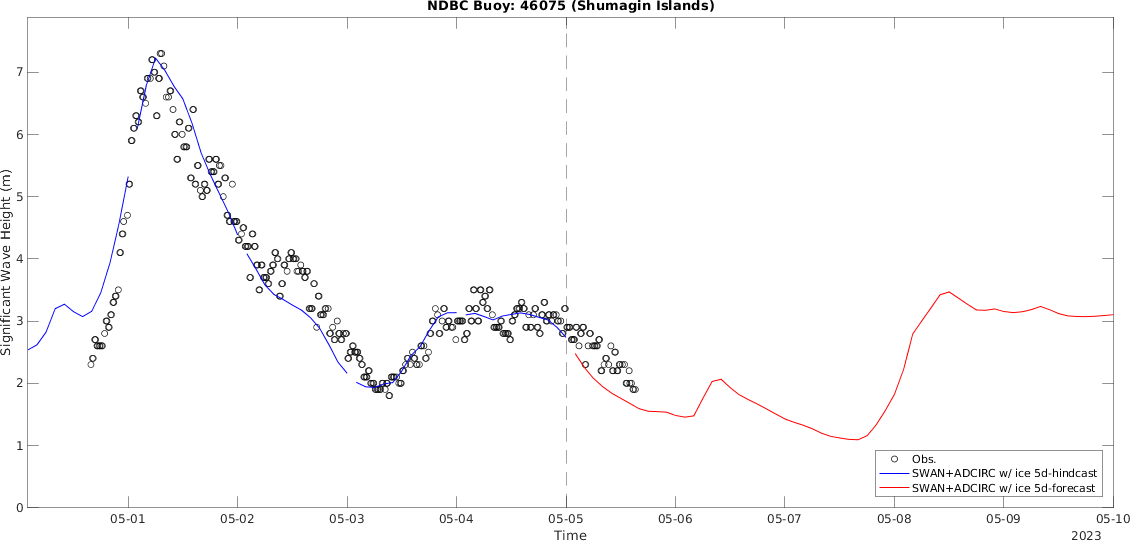 NDBC Buoy: 46075 (Shumagin Islands)
Significant Wave Height (m)
7
6
5
4
3
2
1
0
Obs.
SWAN+ADCIRC w/ ice 5d-hindcast
SWAN+ADCIRC w/ ice 5d-forecast
05-01 05-02 05-03 05-04 05-05 05-06 05-07 05-08 05-09 05-10
Time
2023